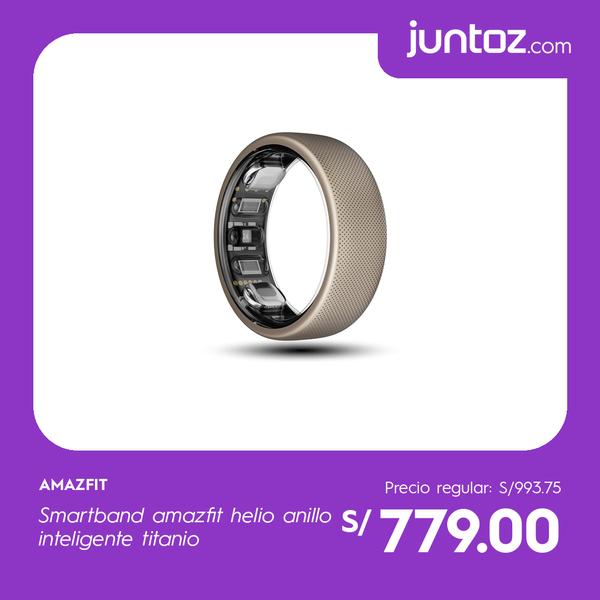 juntoz.com
AMAZFIT
Smartband amazfit helio anillo
inteligente titanio
Precio regular: S/993.75
S/ 779.00